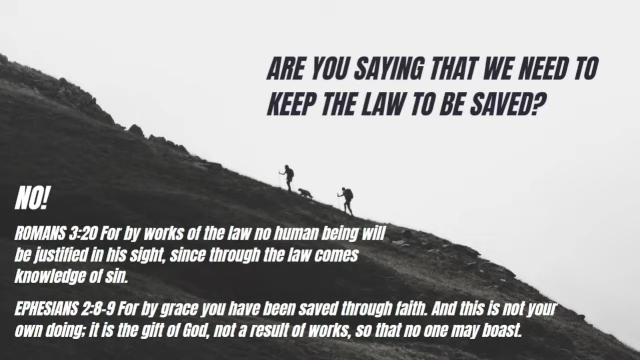 ARE YOU SAYING THAT WE NEED TO
KEEP THE LAW TO BE SAVED?
NO!
ROMANS 3:20 For by works of the law no human being will
be justified in his sight, since through the law comes
knowledge of sin.
EPHESIANS 2:8-9 For by grace you have been saved through faith. And this is not your
own doing; it is the gift of God, not a result of works, so that no one may boast.